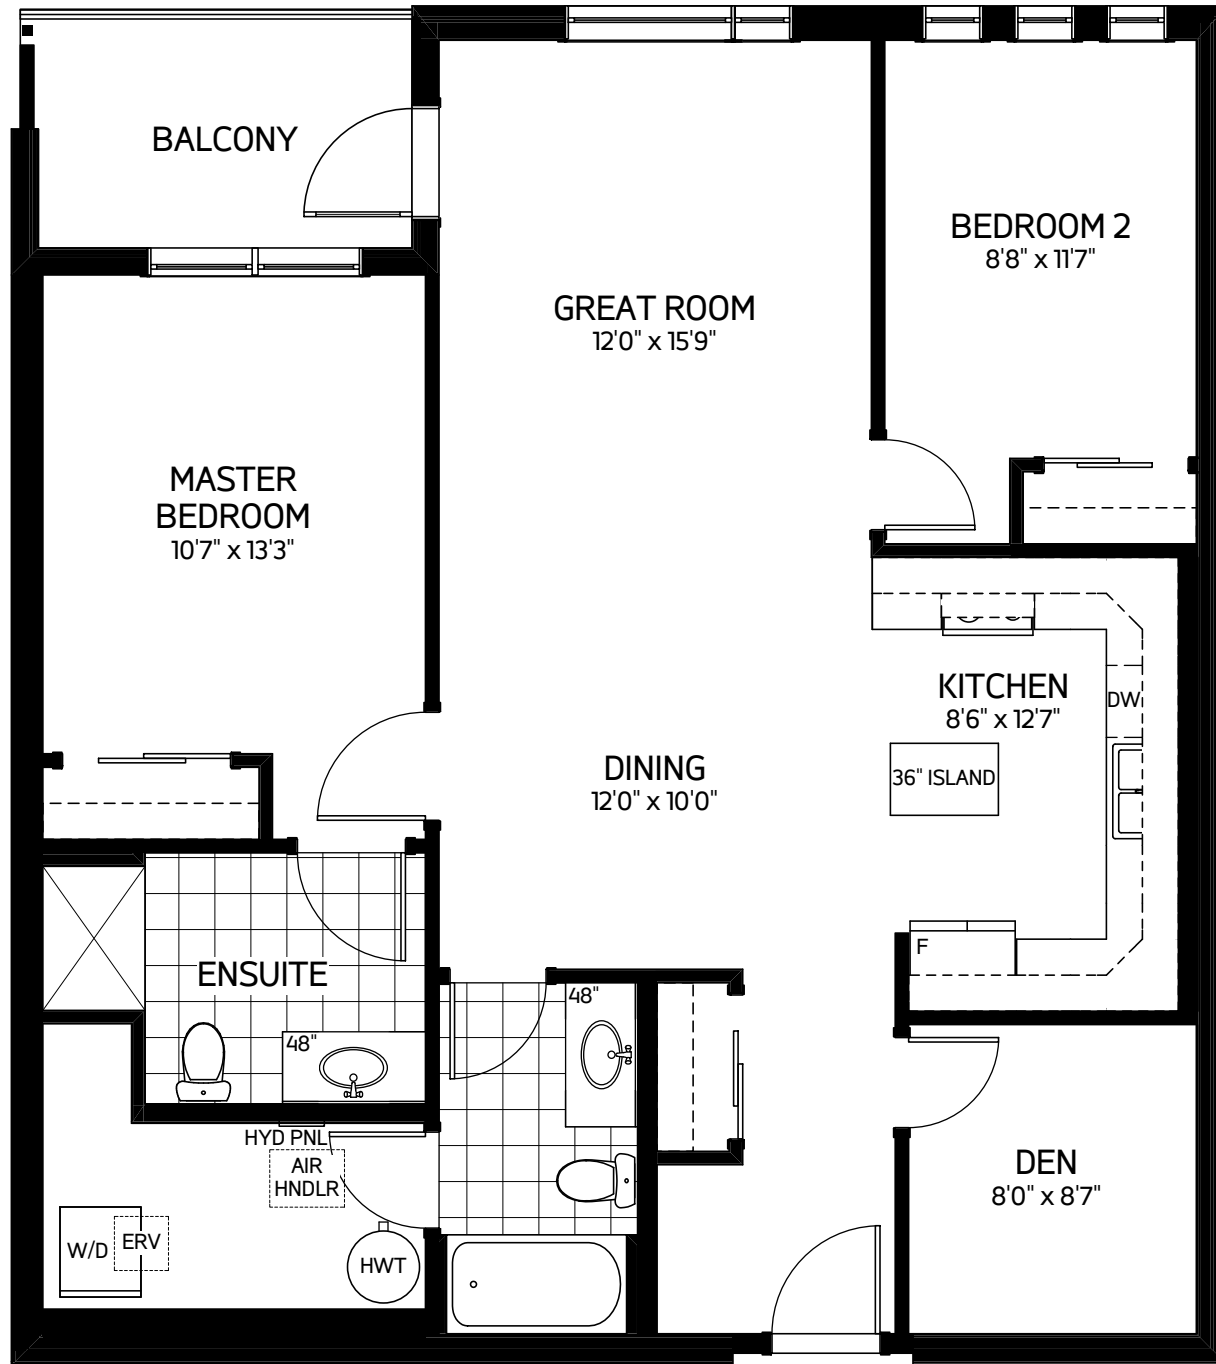 BALCONY
BEDROOM 2
8'8" x 11'7"
GREAT ROOM
12'0" x 15'9"
MASTER
BEDROOM
10'7" x 13'3"
KITCHEN
8'6" x 12'7"
DW
36" ISLAND
DINING
12'0" x 10'0"
F
ENSUITE
48"
48"
HYD PNL
AIR
HNDLR
DEN
8'0" x 8'7"
W/D
ERV
HWT